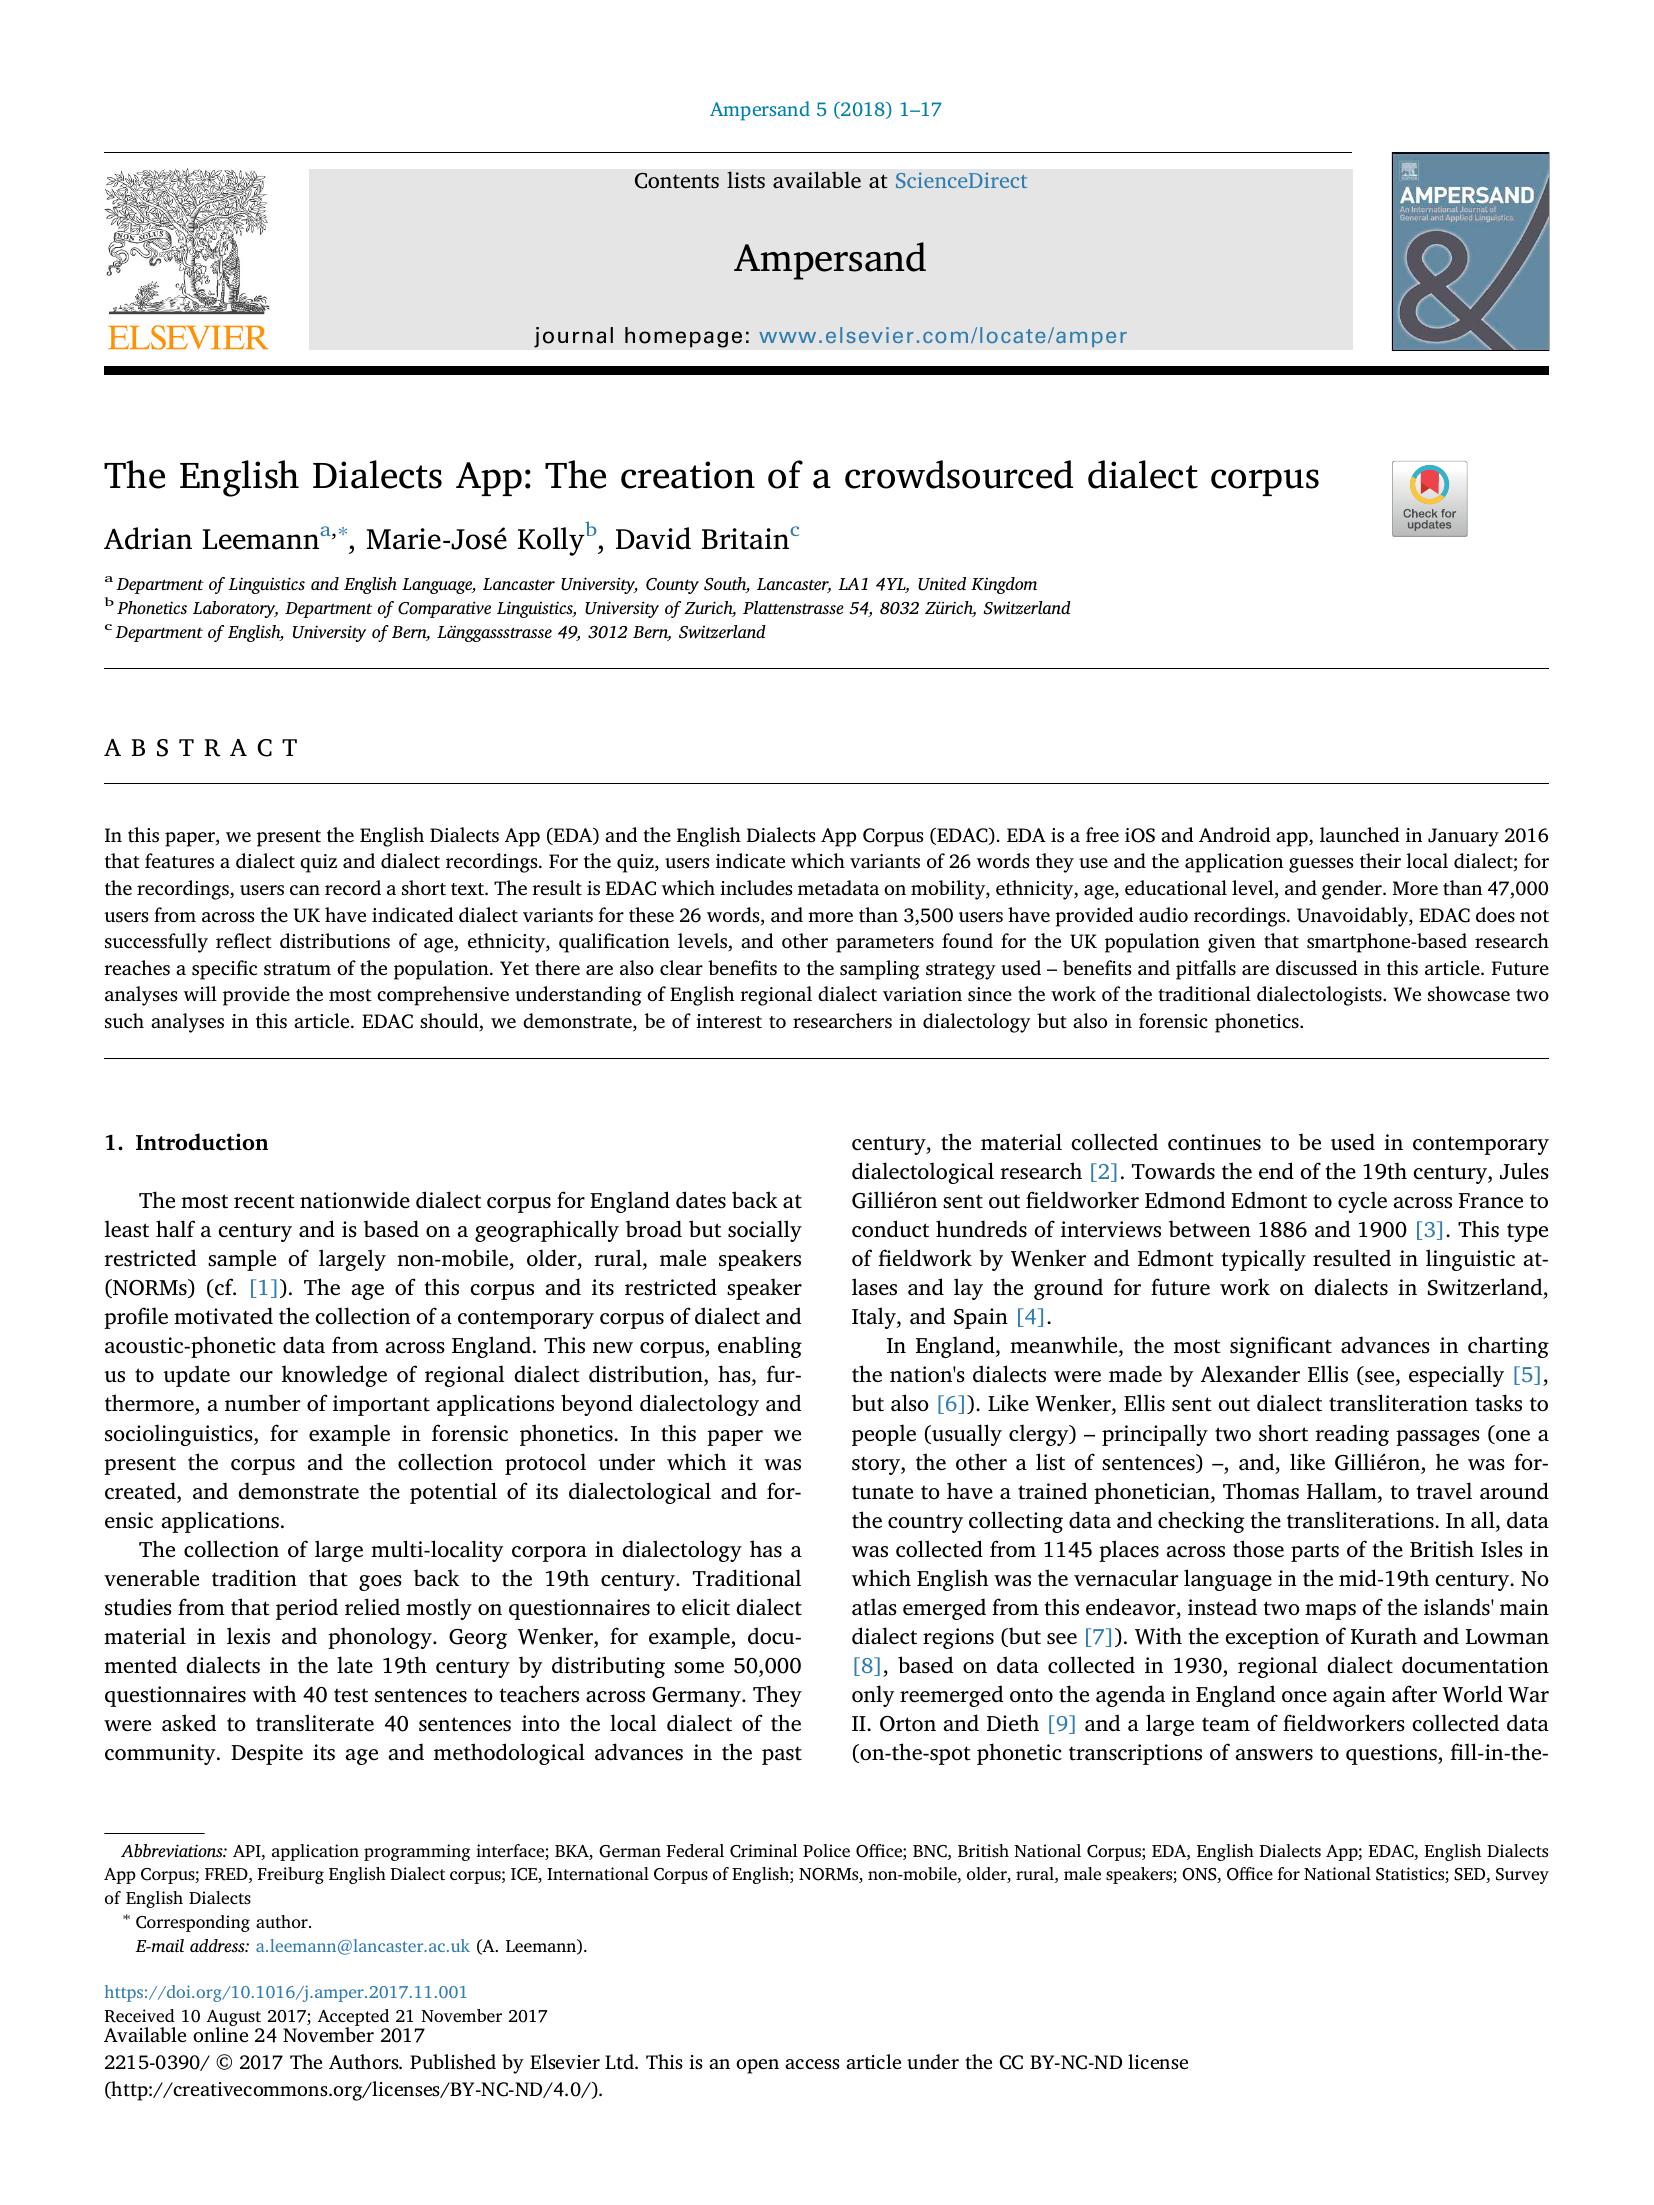 Ampersand 5 (2018) 1–17
Contents lists available at ScienceDirect
Ampersand
journal homepage: www.elsevier.com/locate/amper
NON SOLUS
ELSEVIER
AMPERSAND
An International Journal of
General and Applied Linguistics
&
The English Dialects App: The creation of a crowdsourced dialect corpus
Check for
updates
Adrian Leemann a,*, Marie-José Kolly b, David Britain c
a Department of Linguistics and English Language, Lancaster University, County South, Lancaster, LA1 4YL, United Kingdom
b Phonetics Laboratory, Department of Comparative Linguistics, University of Zurich, Plattenstrasse 54, 8032 Zürich, Switzerland
c Department of English, University of Bern, Länggassstrasse 49, 3012 Bern, Switzerland
ABSTRACT
In this paper, we present the English Dialects App (EDA) and the English Dialects App Corpus (EDAC). EDA is a free iOS and Android app, launched in January 2016
that features a dialect quiz and dialect recordings. For the quiz, users indicate which variants of 26 words they use and the application guesses their local dialect; for
the recordings, users can record a short text. The result is EDAC which includes metadata on mobility, ethnicity, age, educational level, and gender. More than 47,000
users from across the UK have indicated dialect variants for these 26 words, and more than 3,500 users have provided audio recordings. Unavoidably, EDAC does not
successfully reflect distributions of age, ethnicity, qualification levels, and other parameters found for the UK population given that smartphone-based research
reaches a specific stratum of the population. Yet there are also clear benefits to the sampling strategy used – benefits and pitfalls are discussed in this article. Future
analyses will provide the most comprehensive understanding of English regional dialect variation since the work of the traditional dialectologists. We showcase two
such analyses in this article. EDAC should, we demonstrate, be of interest to researchers in dialectology but also in forensic phonetics.
1. Introduction
The most recent nationwide dialect corpus for England dates back at
least half a century and is based on a geographically broad but socially
restricted sample of largely non-mobile, older, rural, male speakers
(NORMs) (cf. [1]). The age of this corpus and its restricted speaker
profile motivated the collection of a contemporary corpus of dialect and
acoustic-phonetic data from across England. This new corpus, enabling
us to update our knowledge of regional dialect distribution, has, fur-
thermore, a number of important applications beyond dialectology and
sociolinguistics, for example in forensic phonetics. In this paper we
present the corpus and the collection protocol under which it was
created, and demonstrate the potential of its dialectological and for-
ensic applications.
The collection of large multi-locality corpora in dialectology has a
venerable tradition that goes back to the 19th century. Traditional
studies from that period relied mostly on questionnaires to elicit dialect
material in lexis and phonology. Georg Wenker, for example, docu-
mented dialects in the late 19th century by distributing some 50,000
questionnaires with 40 test sentences to teachers across Germany. They
were asked to transliterate 40 sentences into the local dialect of the
community. Despite its age and methodological advances in the past
century, the material collected continues to be used in contemporary
dialectological research [2]. Towards the end of the 19th century, Jules
Gilliéron sent out fieldworker Edmond Edmont to cycle across France to
conduct hundreds of interviews between 1886 and 1900 [3]. This type
of fieldwork by Wenker and Edmont typically resulted in linguistic at-
lases and lay the ground for future work on dialects in Switzerland,
Italy, and Spain [4].
In England, meanwhile, the most significant advances in charting
the nation's dialects were made by Alexander Ellis (see, especially [5],
but also [6]). Like Wenker, Ellis sent out dialect transliteration tasks to
people (usually clergy) – principally two short reading passages (one a
story, the other a list of sentences) –, and, like Gilliéron, he was for-
tunate to have a trained phonetician, Thomas Hallam, to travel around
the country collecting data and checking the transliterations. In all, data
was collected from 1145 places across those parts of the British Isles in
which English was the vernacular language in the mid-19th century. No
atlas emerged from this endeavor, instead two maps of the islands' main
dialect regions (but see [7]). With the exception of Kurath and Lowman
[8], based on data collected in 1930, regional dialect documentation
only reemerged onto the agenda in England once again after World War
II. Orton and Dieth [9] and a large team of fieldworkers collected data
(on-the-spot phonetic transcriptions of answers to questions, fill-in-the-
Abbreviations: API, application programming interface; BKA, German Federal Criminal Police Office; BNC, British National Corpus; EDA, English Dialects App; EDAC, English Dialects
App Corpus; FRED, Freiburg English Dialect corpus; ICE, International Corpus of English; NORMs, non-mobile, older, rural, male speakers; ONS, Office for National Statistics; SED, Survey
of English Dialects
* Corresponding author.
E-mail address: a.leemann@lancaster.ac.uk (A. Leemann).
https://doi.org/10.1016/j.amper.2017.11.001
Received 10 August 2017; Accepted 21 November 2017
Available online 24 November 2017
2215-0390/ © 2017 The Authors. Published by Elsevier Ltd. This is an open access article under the CC BY-NC-ND license
(http://creativecommons.org/licenses/BY-NC-ND/4.0/).